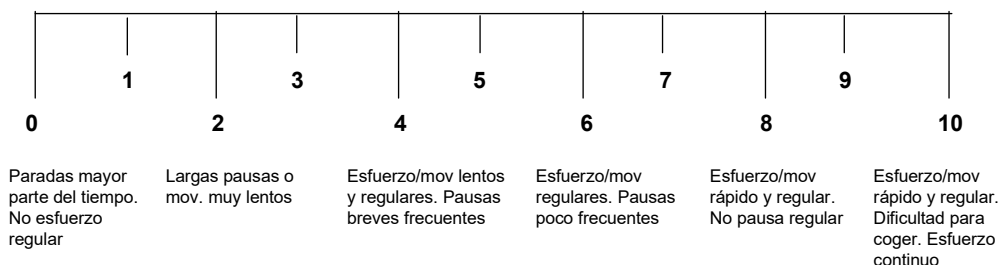 1
3
5
7
9
0
2
4
6
8
10
Paradas mayor
parte del tiempo.
No esfuerzo
regular
Largas pausas o
mov. muy lentos
Esfuerzo/mov lentos
y regulares. Pausas
breves frecuentes
Esfuerzo/mov
regulares. Pausas
poco frecuentes
Esfuerzo/mov
rápido y regular.
No pausa regular
Esfuerzo/mov
rápido y regular.
Dificultad para
coger. Esfuerzo
continuo